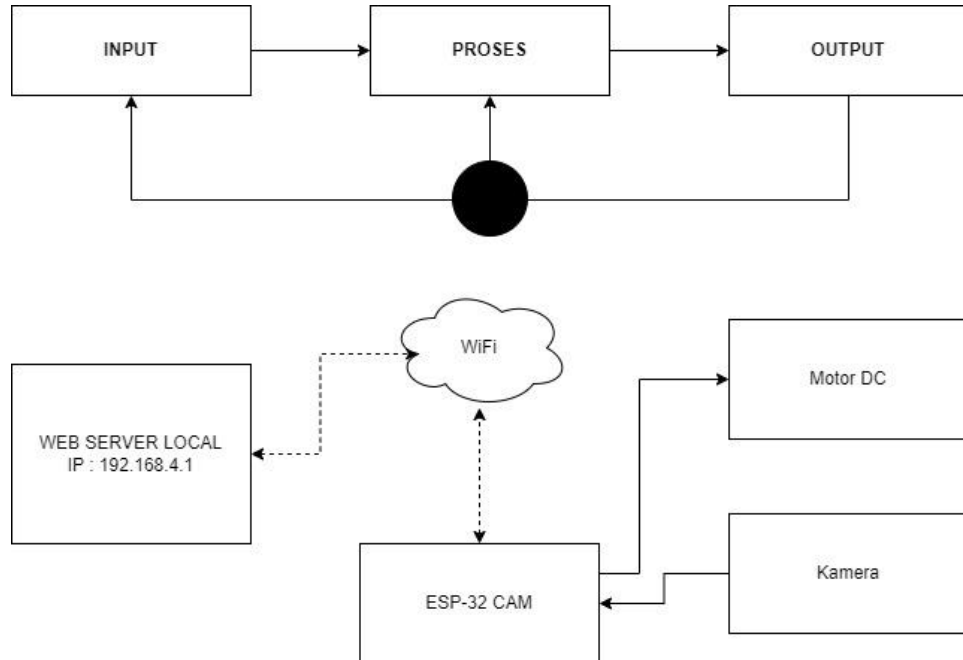 INPUT
PROSES
OUTPUT
WiFi
Motor DC
WEB SERVER LOCAL
IP : 192.168.4.1
Kamera
ESP-32 CAM